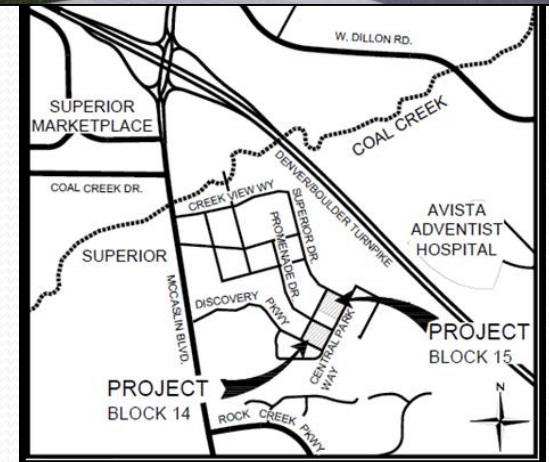 W. DILLON RD.
SUPERIOR
MARKETPLACE
COAL CREEK
DENVER/BOULDER TURNPIKE
COAL CREEK DR.
CREEK VIEW WY
SUPERIOR DR.
AVISTA
ADVENTIST
HOSPITAL
SUPERIOR
PROMENADE DR.
MCCASLIN BLVD.
DISCOVERY
PKWY
CENTRAL PARK
WAY
PROJECT
BLOCK 15
PROJECT
BLOCK 14
N
ROCK CREEK
PKWY